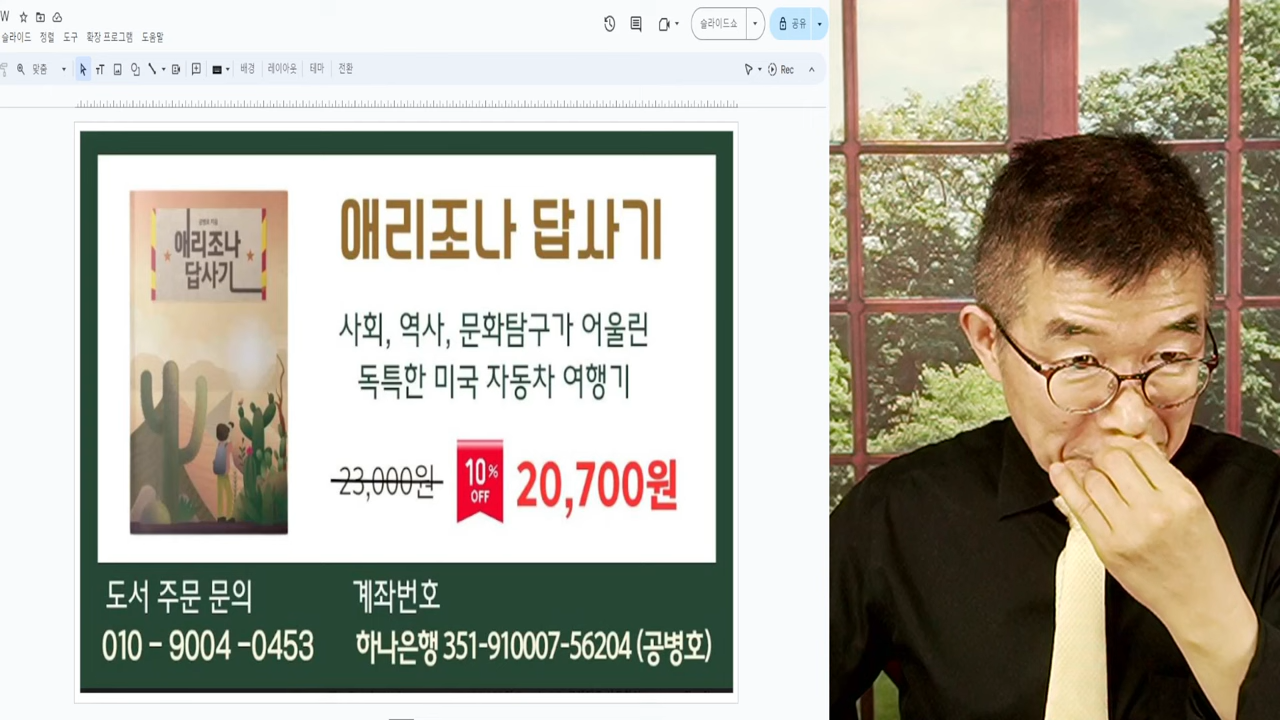 W
슬라이드 정렬 도구 확장 프로그램 도움말
슬라이드쇼
공유
맞춤
배경 레이아웃 테마 전환
Rec
공병호 지음
애리조나
답사기
애리조나 답사기
사회, 역사, 문화탐구가 어울린
독특한 미국 자동차 여행기
23,000원
10%
OFF
20,700원
도서 주문 문의
010 - 9004 -0453
계좌번호
하나은행 351-910007-56204 (공병호)